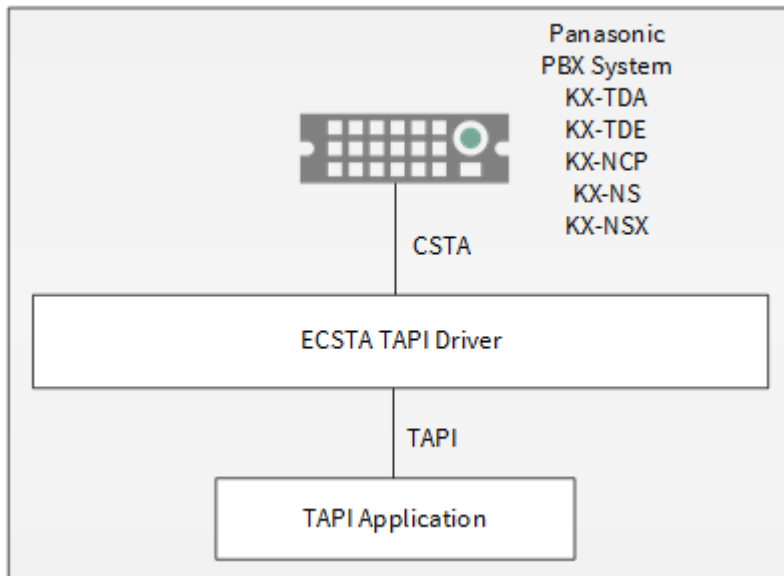 Panasonic
PBX System
KX-TDA
KX-TDE
KX-NCP
KX-NS
KX-NSX
CSTA
ECSTA TAPI Driver
TAPI
TAPI Application